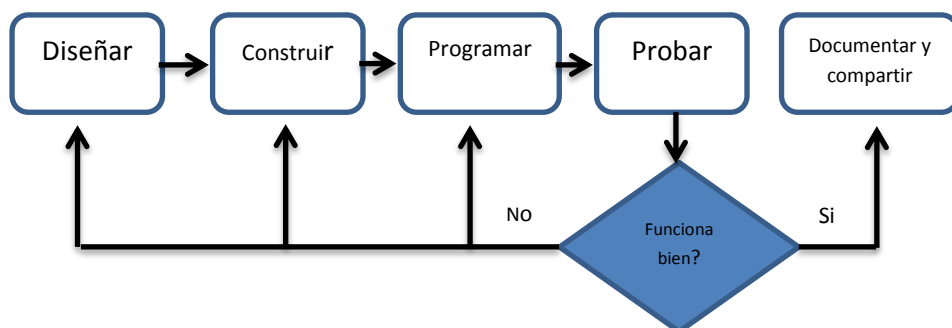 Diseñar
Construir
Programar
Probar
Documentar y
compartir
No
Funciona
bien?
Si